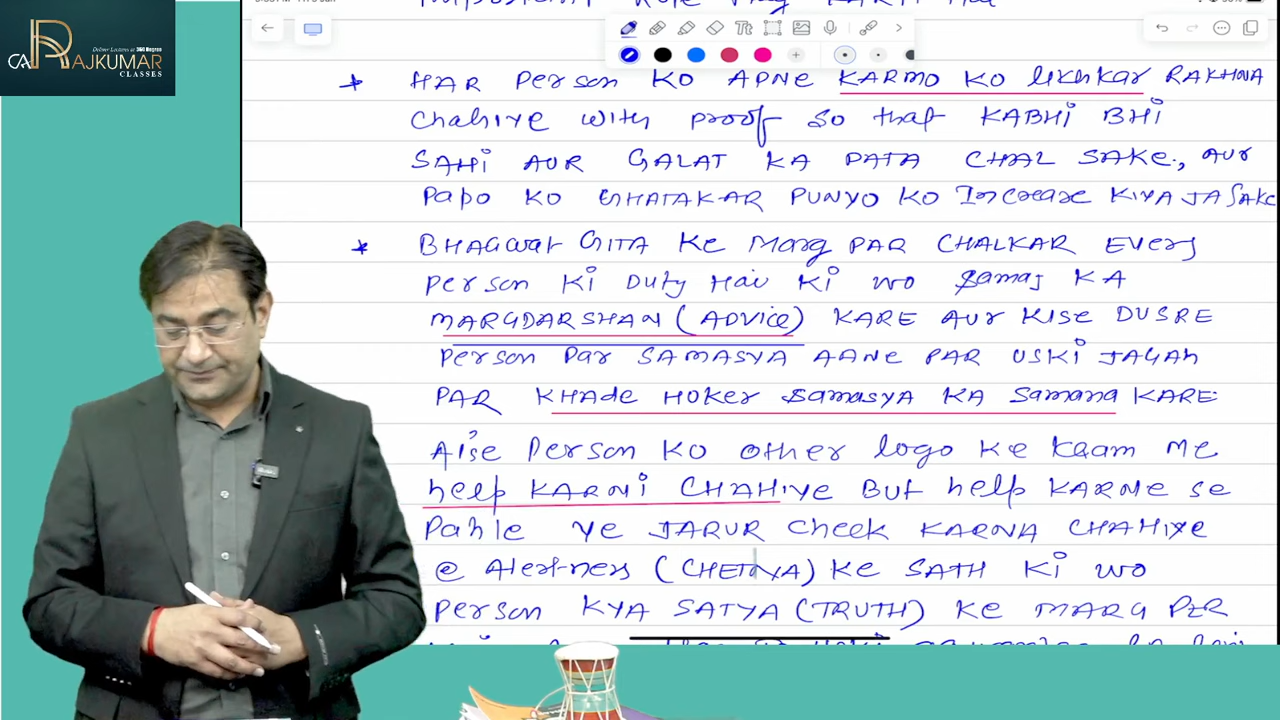 Deliver Lectures at 360 Degree
CA RAJKUMAR
CLASSES
HAR Person KO APNE KARMO KO likhkar RAKHNA
Chahiye with proof so that KABHI BHI
SAHI AUR GALAT KA PATA CHAL SAKE, AUR
Papo KO GHATAKAR PUNYO KO Increase KIYA JA SAKE
BHAGWAT GITA Ke Marg PAR CHALKAR Every
Person Ki Duty Hai Ki wo Samaj KA
MARGDARSHAN (ADVICE) KARE AUR KISE DUSRE
Person Par SAMASYA AANE PAR USKI JAGAH
PAR KHADE HOKER Samasya KA Samana KARE
Aise Person KO other logo Ke Kaam Me
help KARNI CHAHIYE BUT help KARNE se
Pahle Ye JARUR Check KARNA CHAHIYE
@ Alertness (CHETNA) Ke SATH Ki wo
Person KYA SATYA (TRUTH) Ke MARG PER